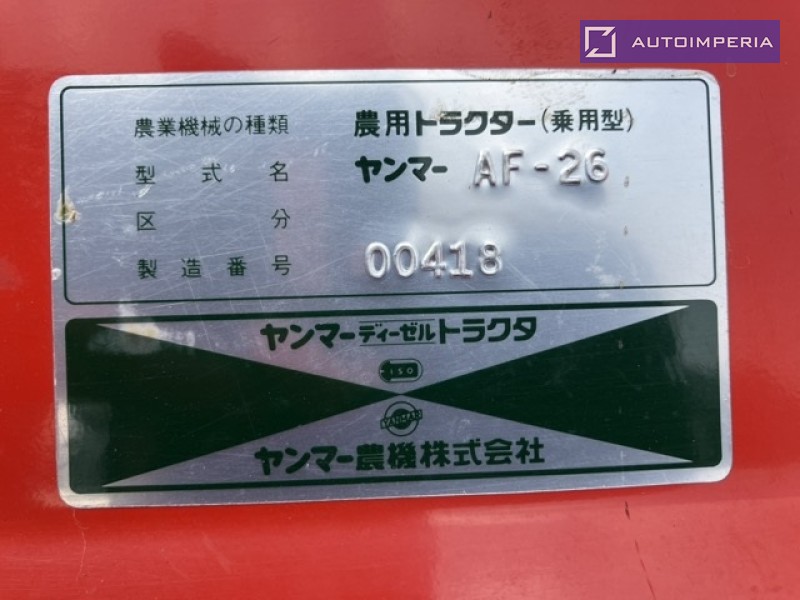 AUTOIMPERIA
農業機械の種類 農用トラクター(乗用型)
型式名 ヤンマー AF-26
区分
製造番号 00418
ヤンマーディーゼルトラクタ
ISO
YANMAR
ヤンマー農機株式会社